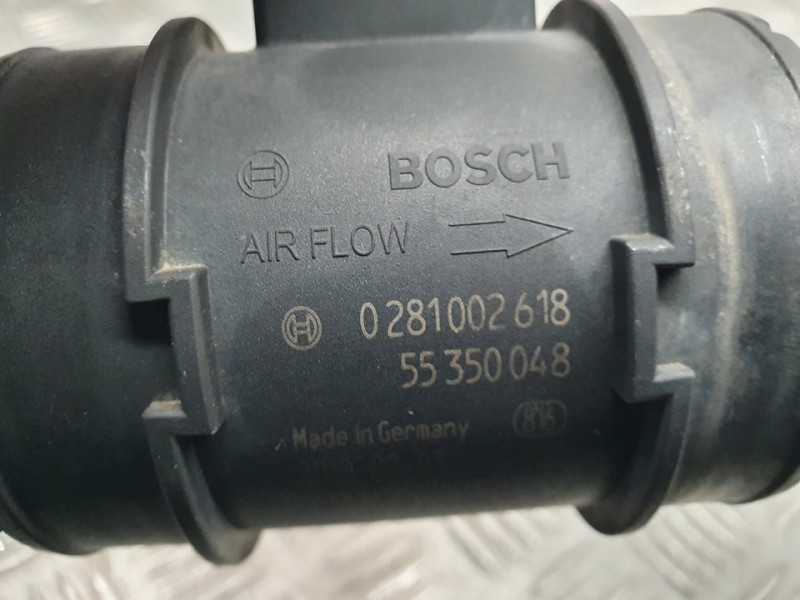 BOSCH
AIR FLOW
0 281 002 618
55 350 048
Made in Germany